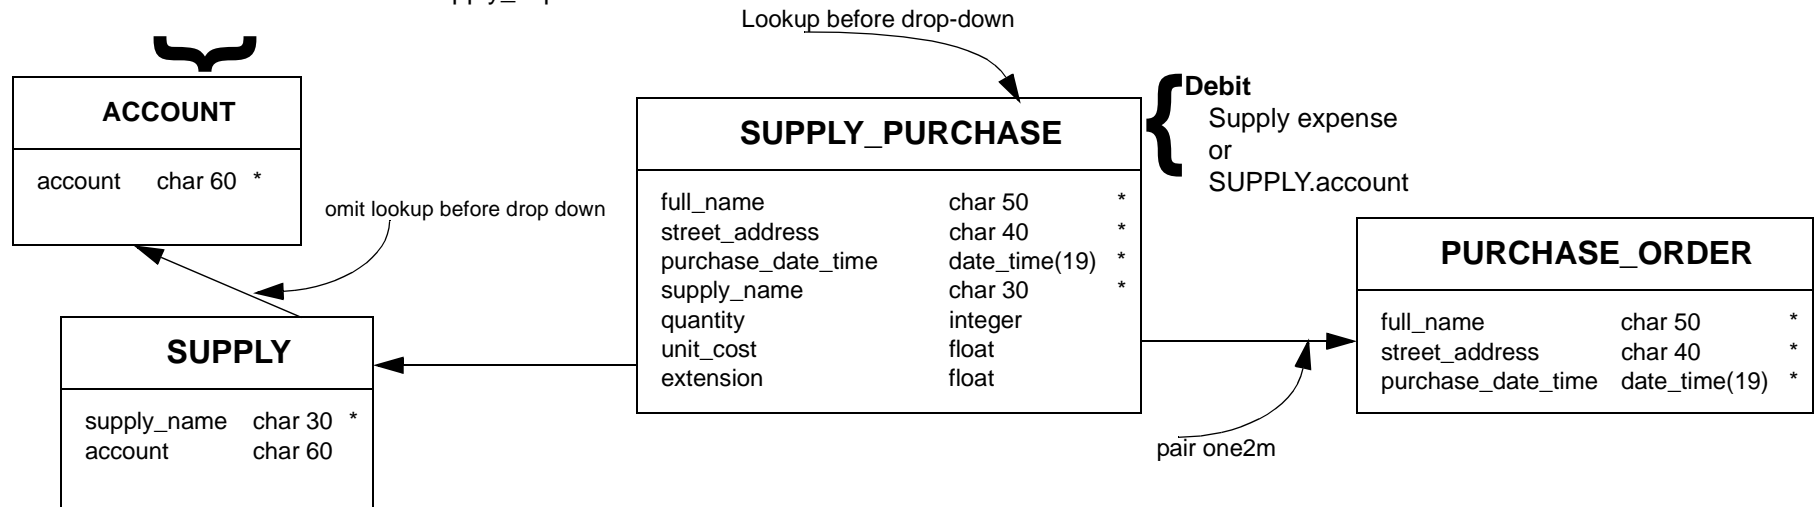 Lookup before drop-down
ACCOUNT
account char 60 *
omit lookup before drop down
SUPPLY
supply_name char 30 *
account char 60
SUPPLY_PURCHASE
full_name char 50 *
street_address char 40 *
purchase_date_time date_time(19) *
supply_name char 30 *
quantity integer
unit_cost float
extension float
{ Debit
Supply expense
or
SUPPLY.account
PURCHASE_ORDER
full_name char 50 *
street_address char 40 *
purchase_date_time date_time(19) *
pair one2m